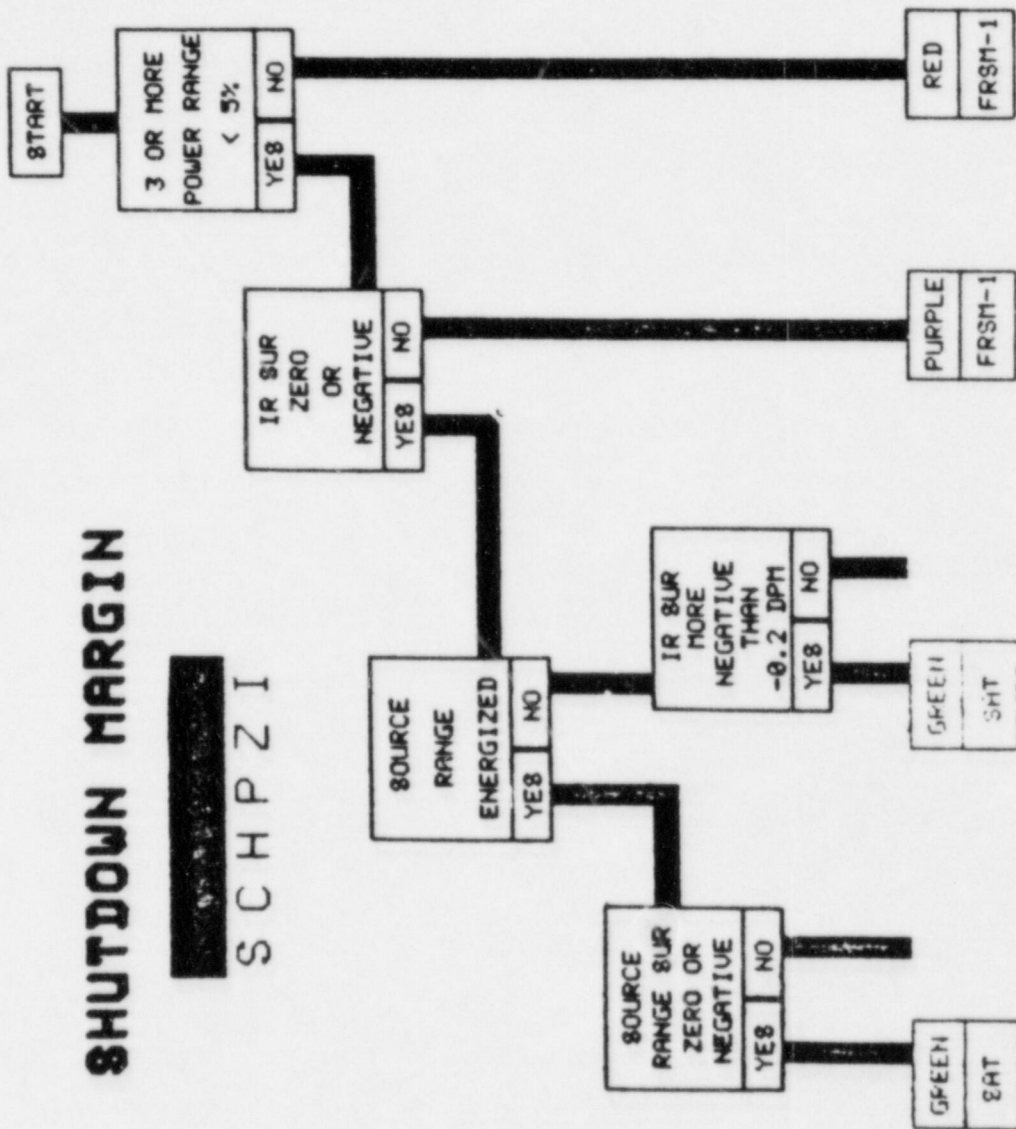 SHUTDOWN MARGIN
SCHPZI
START
3 OR MORE
POWER RANGE
< 5%
YES NO
IR SUR
ZERO
OR
NEGATIVE
YES NO
SOURCE
RANGE
ENERGIZED
YES NO
IR SUR
MORE
NEGATIVE
THAN
-0.2 DPM
YES NO
SOURCE
RANGE SUR
ZERO OR
NEGATIVE
YES NO
GREEN
SAT
GREEN
PURPLE
FRSM-1
RED
FRSM-1